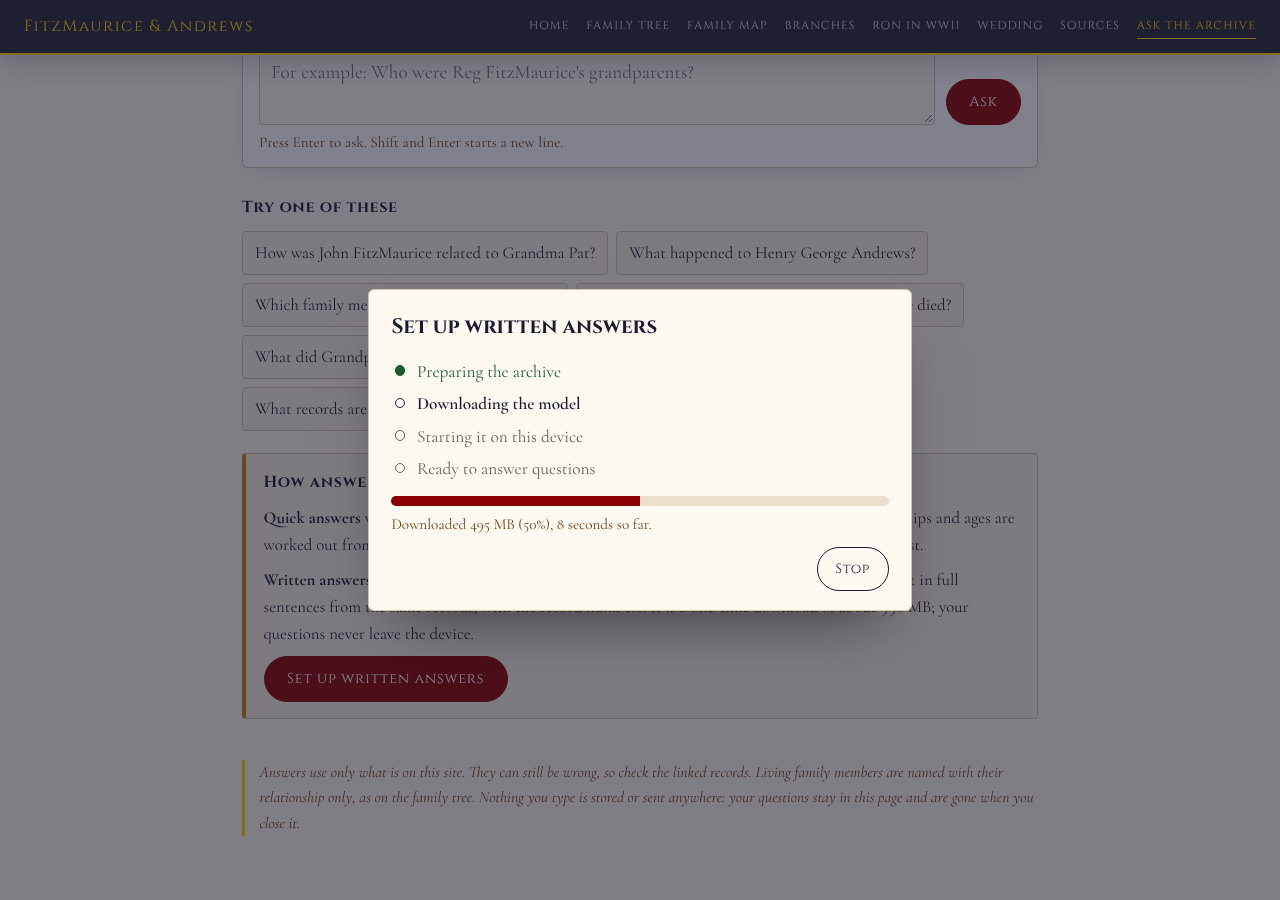 FitzMaurice & Andrews
HOME FAMILY TREE FAMILY MAP BRANCHES RON IN WWII WEDDING SOURCES ASK THE ARCHIVE
For example: Who were Reg FitzMaurice's grandparents?
Ask
Press Enter to ask. Shift and Enter starts a new line.
Try one of these
How was John FitzMaurice related to Grandma Pat?
What happened to Henry George Andrews?
Which family me
died?
What did Grandp
What records are
Set up written answers
Preparing the archive
Downloading the model
Starting it on this device
Ready to answer questions
Downloaded 495 MB (50%), 8 seconds so far.
Stop
How answe
Quick answers
ips and ages are
worked out from
Written answers
in full
sentences from
MB; your
questions never leave the device.
Set up written answers
Answers use only what is on this site. They can still be wrong, so check the linked records. Living family members are named with their
relationship only, as on the family tree. Nothing you type is stored or sent anywhere: your questions stay in this page and are gone when you
close it.